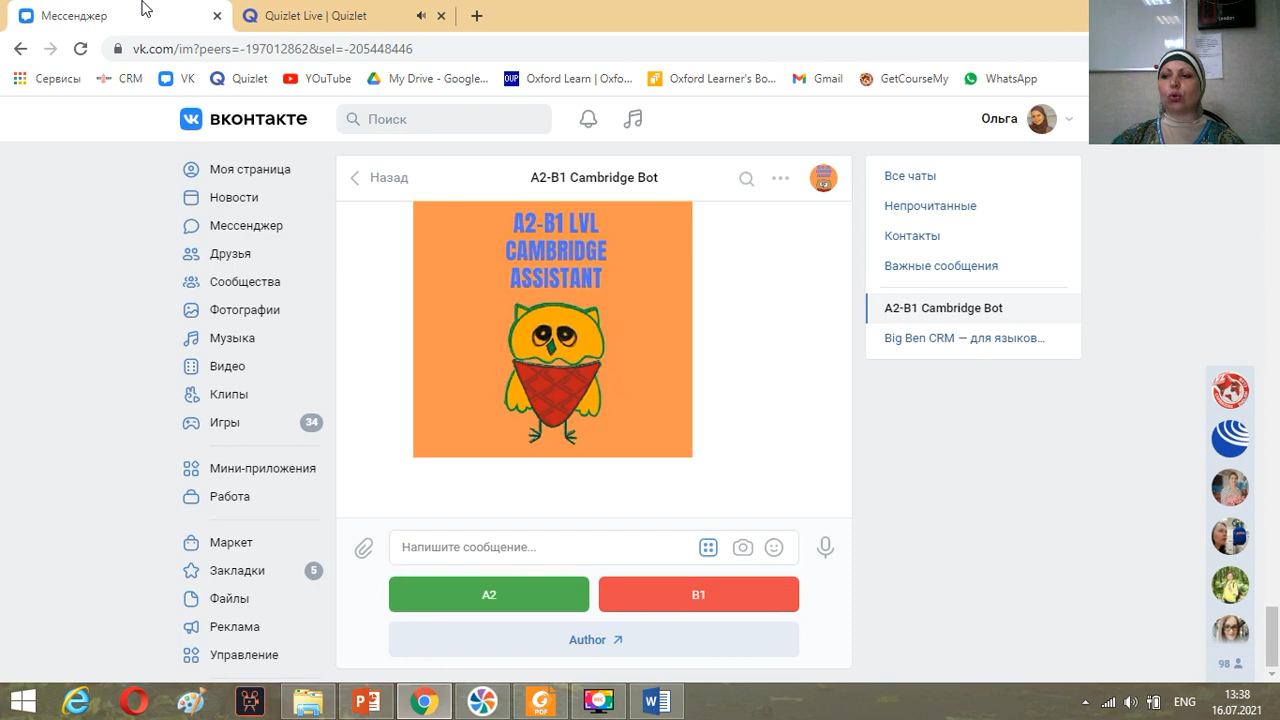 Мессенджер
Quizlet Live | Quizlet
vk.com/im?peers=-197012862&sel=-205448446
Сервисы
CRM
VK
Quizlet
YOUTube
My Drive - Google...
OUP
Oxford Learn | Oxfo...
Oxford Learner's Bo...
Gmail
GetCourseMy
WhatsApp
вконтакте
Поиск
Ольга
Моя страница
Новости
Мессенджер
Друзья
Сообщества
Фотографии
Музыка
Видео
Клипы
Игры
34
Мини-приложения
Работа
Маркет
Закладки
5
Файлы
Реклама
Управление
Назад
A2-B1 Cambridge Bot
A2-B1 LVL
CAMBRIDGE
ASSISTANT
Напишите сообщение...
A2
B1
Author
Все чаты
Непрочитанные
Контакты
Важные сообщения
A2-B1 Cambridge Bot
Big Ben CRM — для языков...
98
PDF
REC
ENG
13:38
16.07.2021